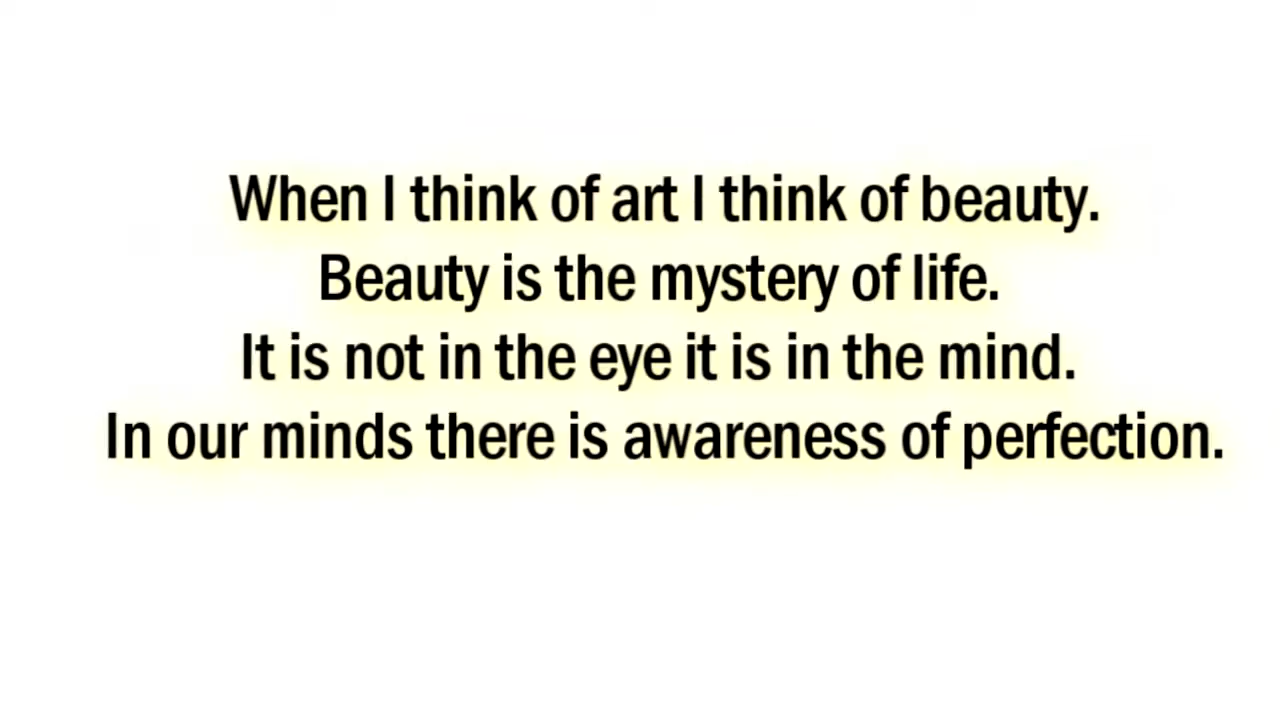 When I think of art I think of beauty.
Beauty is the mystery of life.
It is not in the eye it is in the mind.
In our minds there is awareness of perfection.